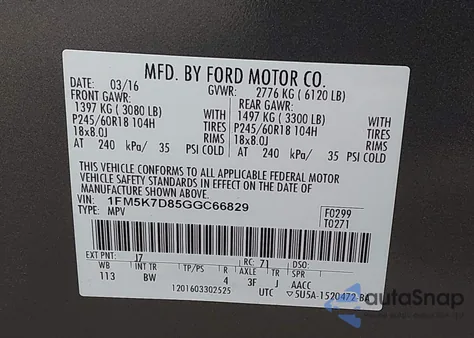 MFD. BY FORD MOTOR CO.
DATE: 03/16 GVWR: 2776 KG ( 6120 LB)
FRONT GAWR: REAR GAWR:
1397 KG ( 3080 LB) 1497 KG ( 3300 LB)
P245/60R18 104H TIRES P245/60R18 104H TIRES
18x8.0J RIMS 18x8.0J RIMS
AT 240 kPa/ 35 PSI COLD AT 240 kPa/ 35 PSI COLD
THIS VEHICLE CONFORMS TO ALL APPLICABLE FEDERAL MOTOR
VEHICLE SAFETY STANDARDS IN EFFECT ON THE DATE OF
MANUFACTURE SHOWN ABOVE.
VIN: 1FM5K7D85GGC66829 F0299
TYPE: MPV T0271
EXT PNT: J7 RC: 71 DSO:
WB INT TR TP/PS R AXLE TR SPR
113 BW 4 3F J AACC
1201603302525 UTC 5U5A-1520472-BA
autoSnap